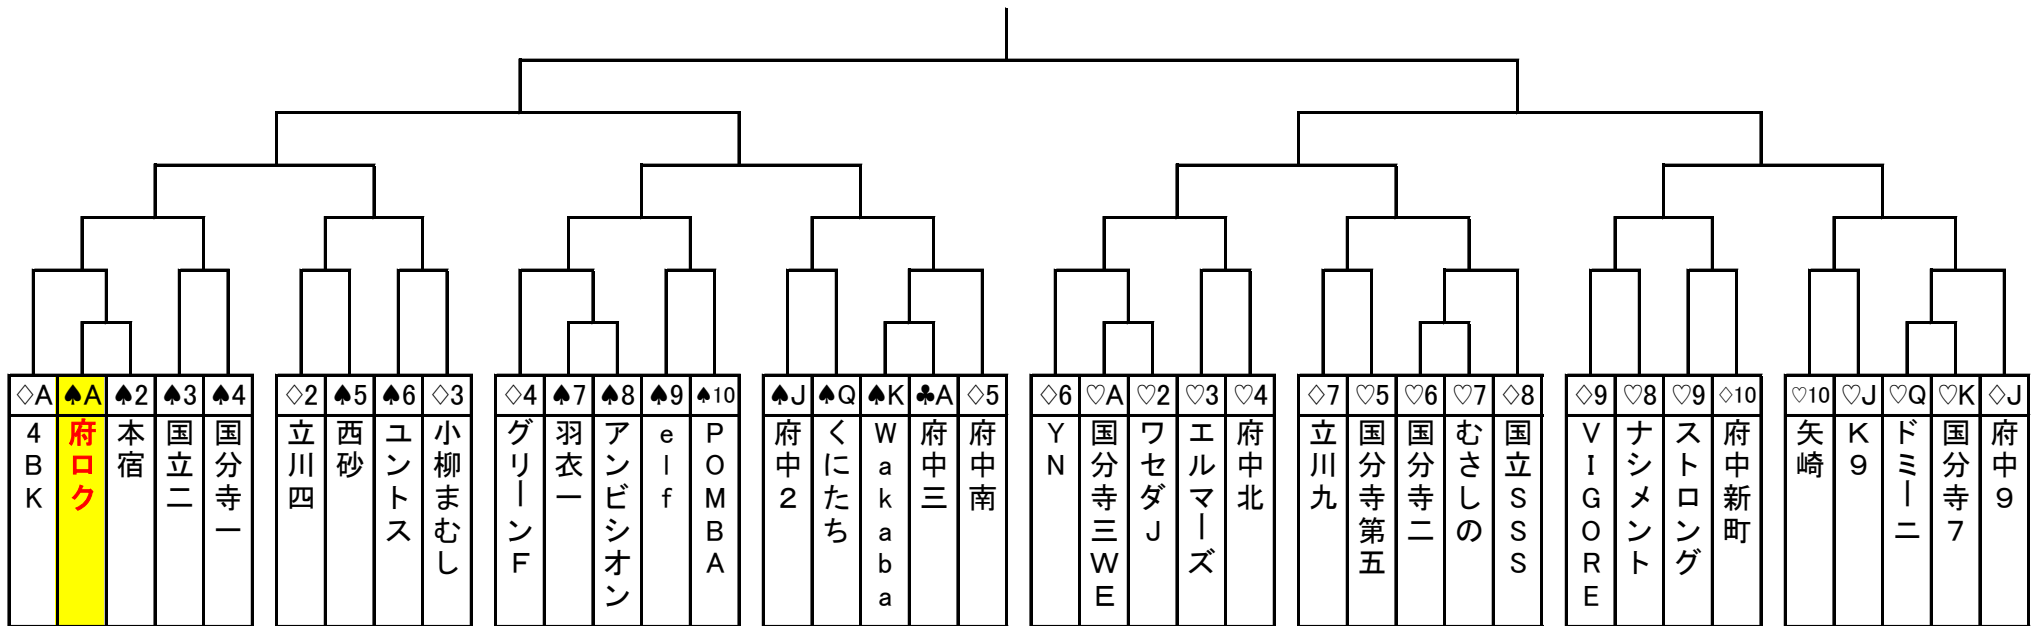 ◇A ♠A ♠2 ♠3 ♠4 ◇2 ♠5 ♠6 ◇3 ◇4 ♠7 ♠8 ♠9 ♠10 ♠J ♠Q ♠K ♣A ◇5 ◇6 ♡A ♡2 ♡3 ♡4 ◇7 ♡5 ♡6 ♡7 ◇8 ◇9 ♡8 ♡9 ◇10 ♡10 ♡J ♡Q ♡K ◇J
4BK
府ロク
本宿
国立二
国分寺一
立川四
西砂
ユントス
小柳まむし
グリーンF
羽衣一
アンビシオン
elf
POMBA
府中2
くにたち
Wakaba
府中三
府中南
YN
国分寺三WE
ワセダJ
エルマーズ
府中北
立川九
国分寺第五
国分寺二
むさしの
国立SSS
VIGORE
ナシメント
ストロング
府中新町
矢崎
K9
ドミーニ
国分寺7
府中9